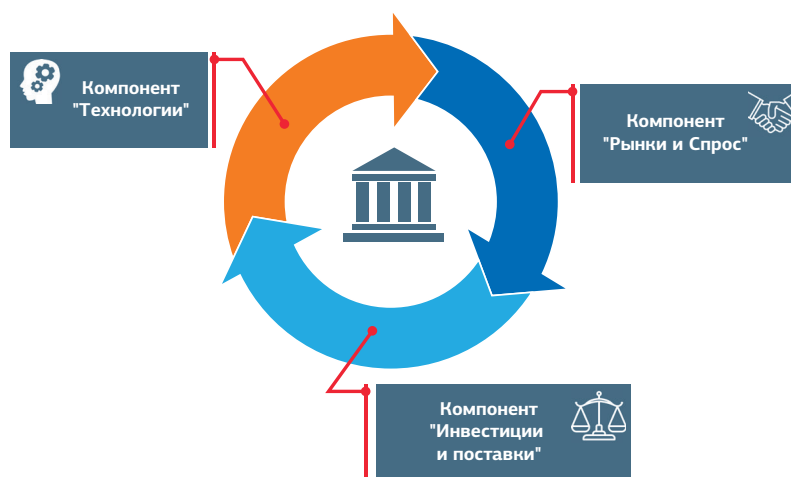 Компонент
"Технологии"
Компонент
"Рынки и Спрос"
Компонент
"Инвестиции
и поставки"